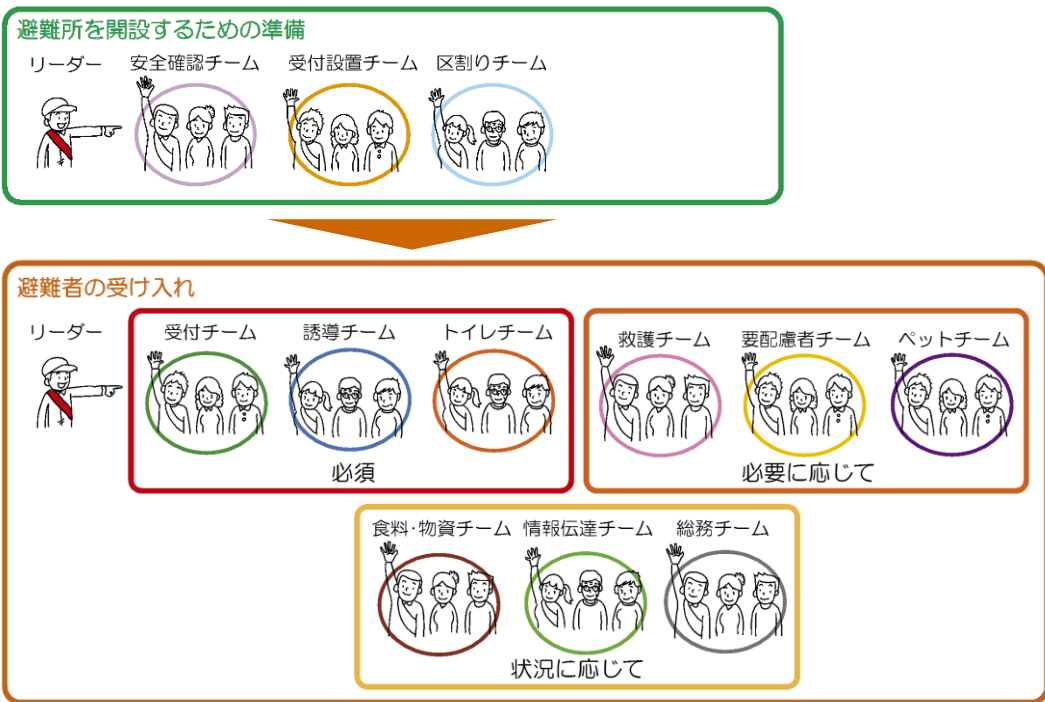 避難所を開設するための準備
リーダー 安全確認チーム 受付設置チーム 区割りチーム
避難者の受け入れ
リーダー 受付チーム 誘導チーム トイレチーム 救護チーム 要配慮者チーム ペットチーム
必須 必要に応じて
食料・物資チーム 情報伝達チーム 総務チーム
状況に応じて